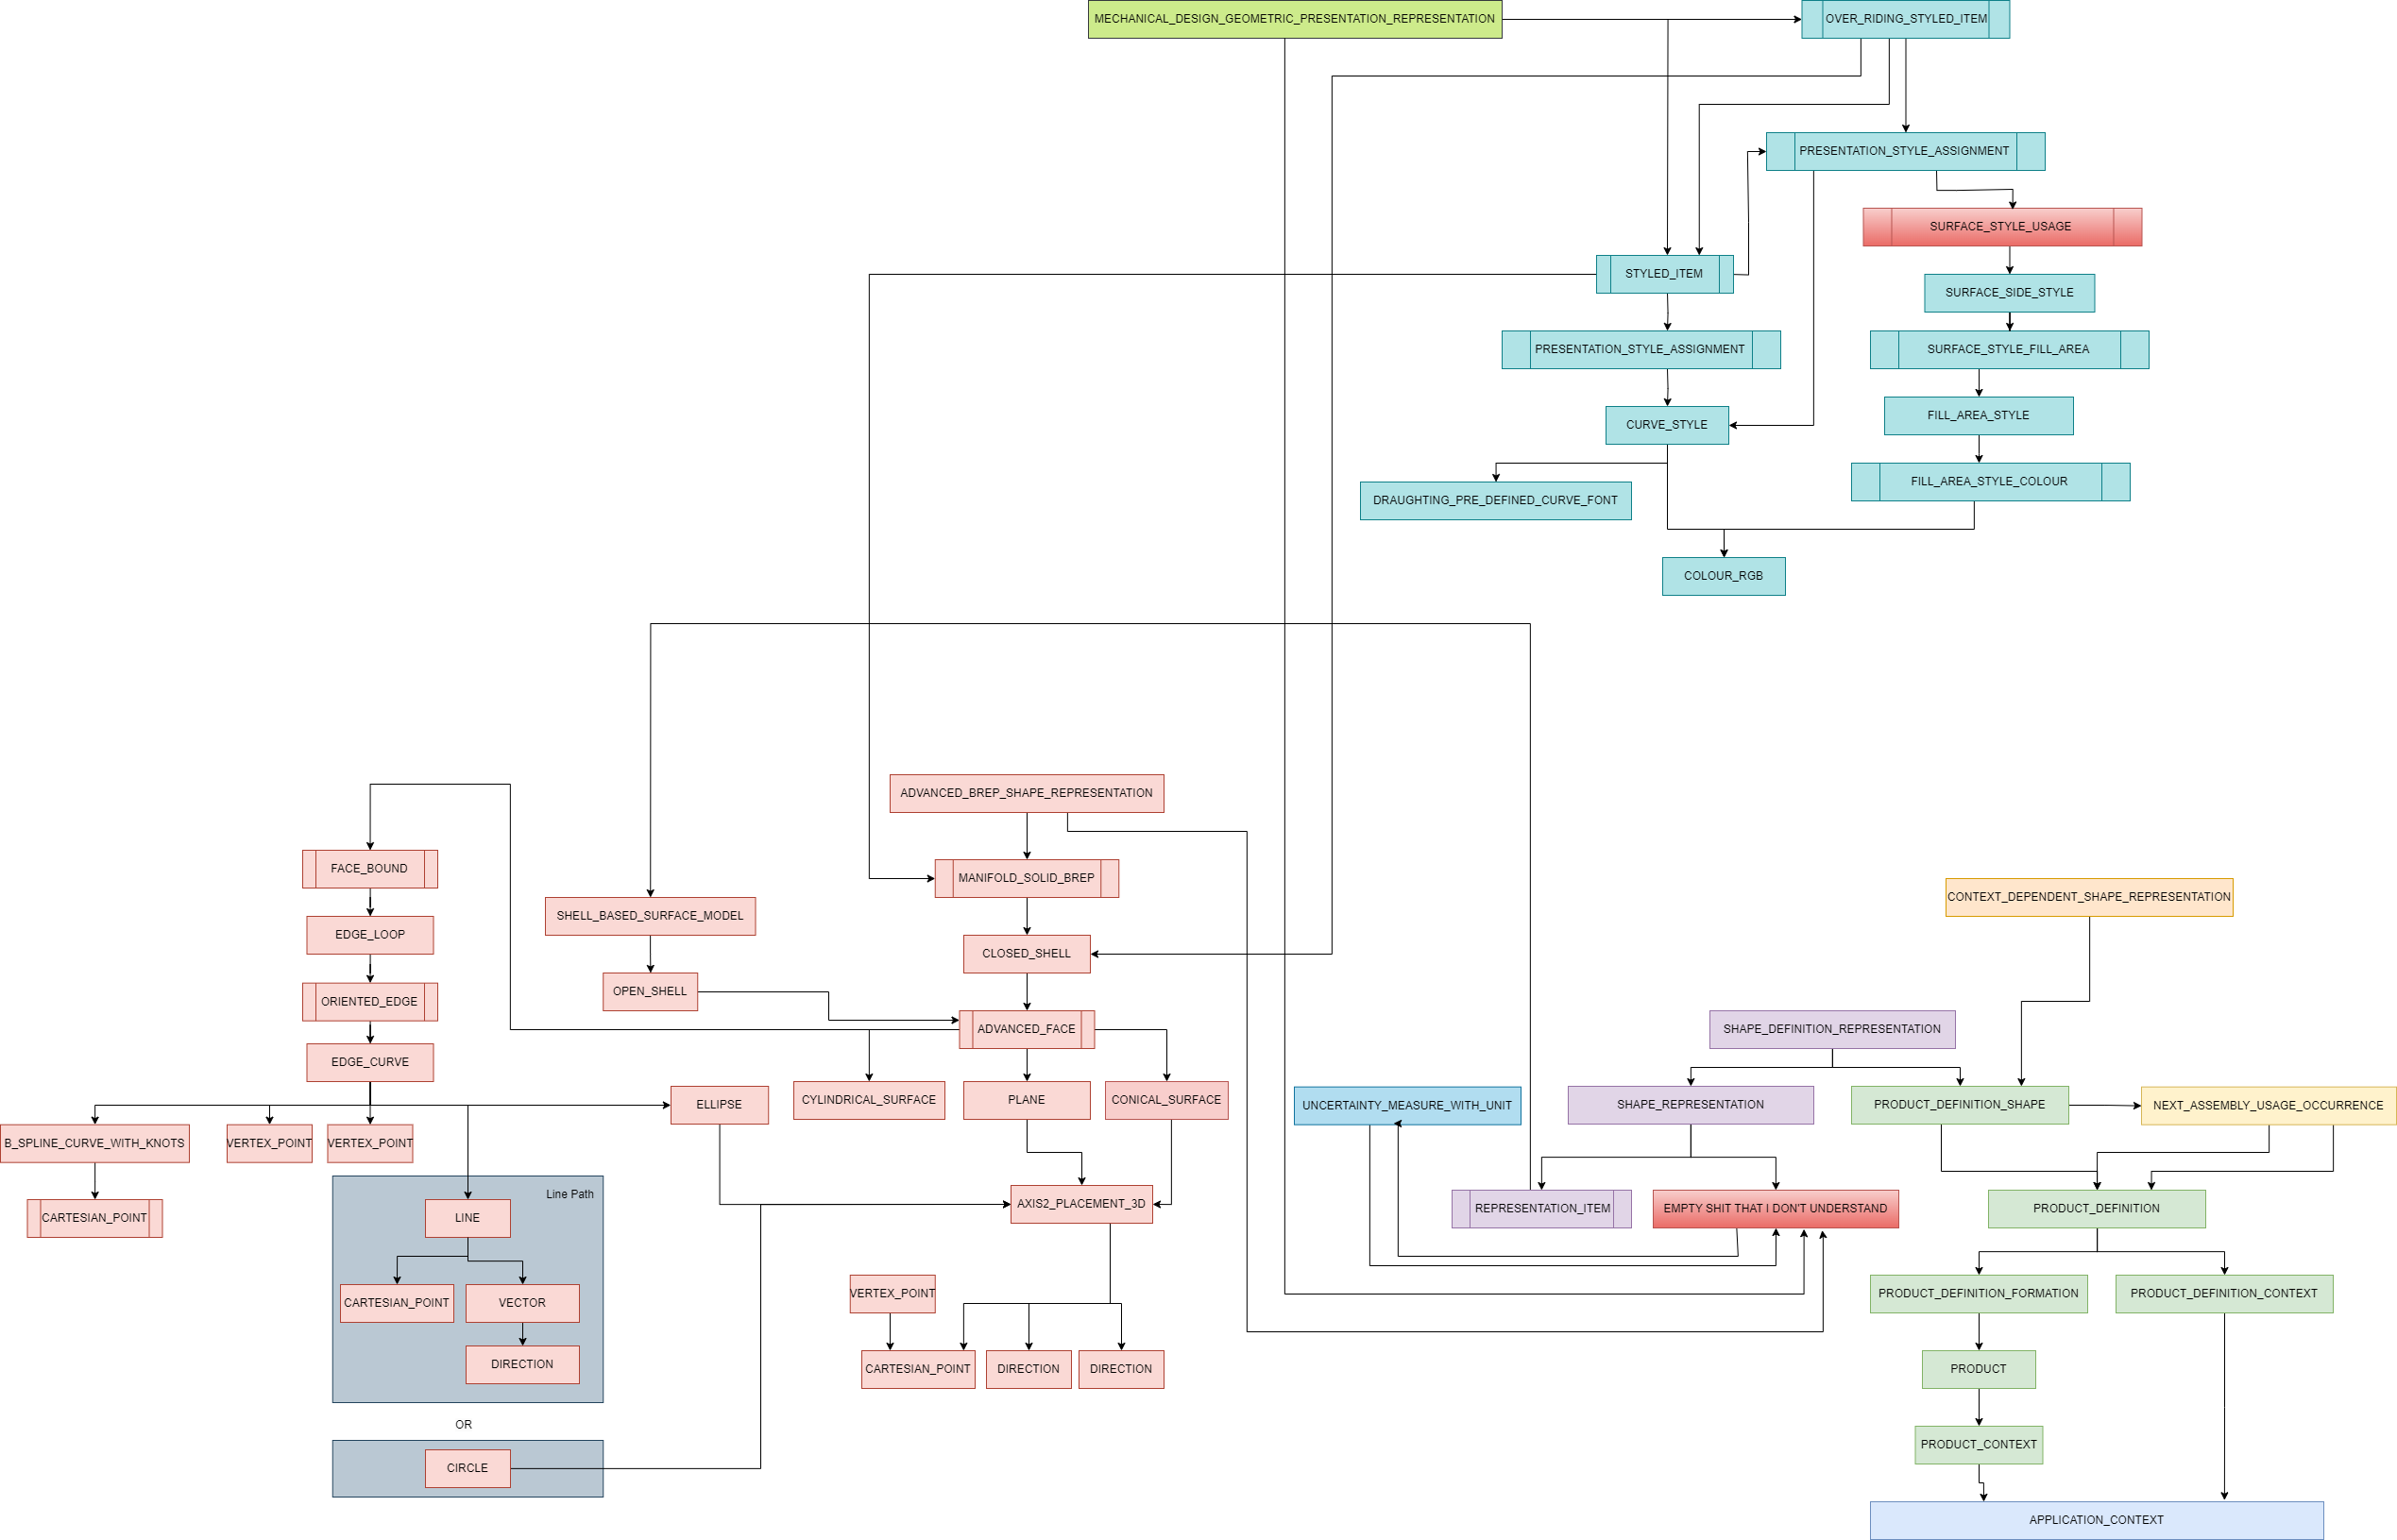 MECHANICAL_DESIGN_GEOMETRIC_PRESENTATION_REPRESENTATION
OVER_RIDING_STYLED_ITEM
PRESENTATION_STYLE_ASSIGNMENT
SURFACE_STYLE_USAGE
STYLED_ITEM
SURFACE_SIDE_STYLE
PRESENTATION_STYLE_ASSIGNMENT
SURFACE_STYLE_FILL_AREA
CURVE_STYLE
FILL_AREA_STYLE
DRAUGHTING_PRE_DEFINED_CURVE_FONT
FILL_AREA_STYLE_COLOUR
COLOUR_RGB
ADVANCED_BREP_SHAPE_REPRESENTATION
FACE_BOUND
MANIFOLD_SOLID_BREP
CONTEXT_DEPENDENT_SHAPE_REPRESENTATION
SHELL_BASED_SURFACE_MODEL
EDGE_LOOP
CLOSED_SHELL
OPEN_SHELL
ORIENTED_EDGE
ADVANCED_FACE
SHAPE_DEFINITION_REPRESENTATION
EDGE_CURVE
ELLIPSE
CYLINDRICAL_SURFACE
PLANE
CONICAL_SURFACE
UNCERTAINTY_MEASURE_WITH_UNIT
SHAPE_REPRESENTATION
PRODUCT_DEFINITION_SHAPE
NEXT_ASSEMBLY_USAGE_OCCURRENCE
B_SPLINE_CURVE_WITH_KNOTS
VERTEX_POINT
VERTEX_POINT
Line Path
CARTESIAN_POINT
LINE
AXIS2_PLACEMENT_3D
REPRESENTATION_ITEM
EMPTY SHIT THAT I DON'T UNDERSTAND
PRODUCT_DEFINITION
CARTESIAN_POINT
VECTOR
VERTEX_POINT
PRODUCT_DEFINITION_FORMATION
PRODUCT_DEFINITION_CONTEXT
DIRECTION
CARTESIAN_POINT
DIRECTION
DIRECTION
PRODUCT
OR
PRODUCT_CONTEXT
CIRCLE
APPLICATION_CONTEXT